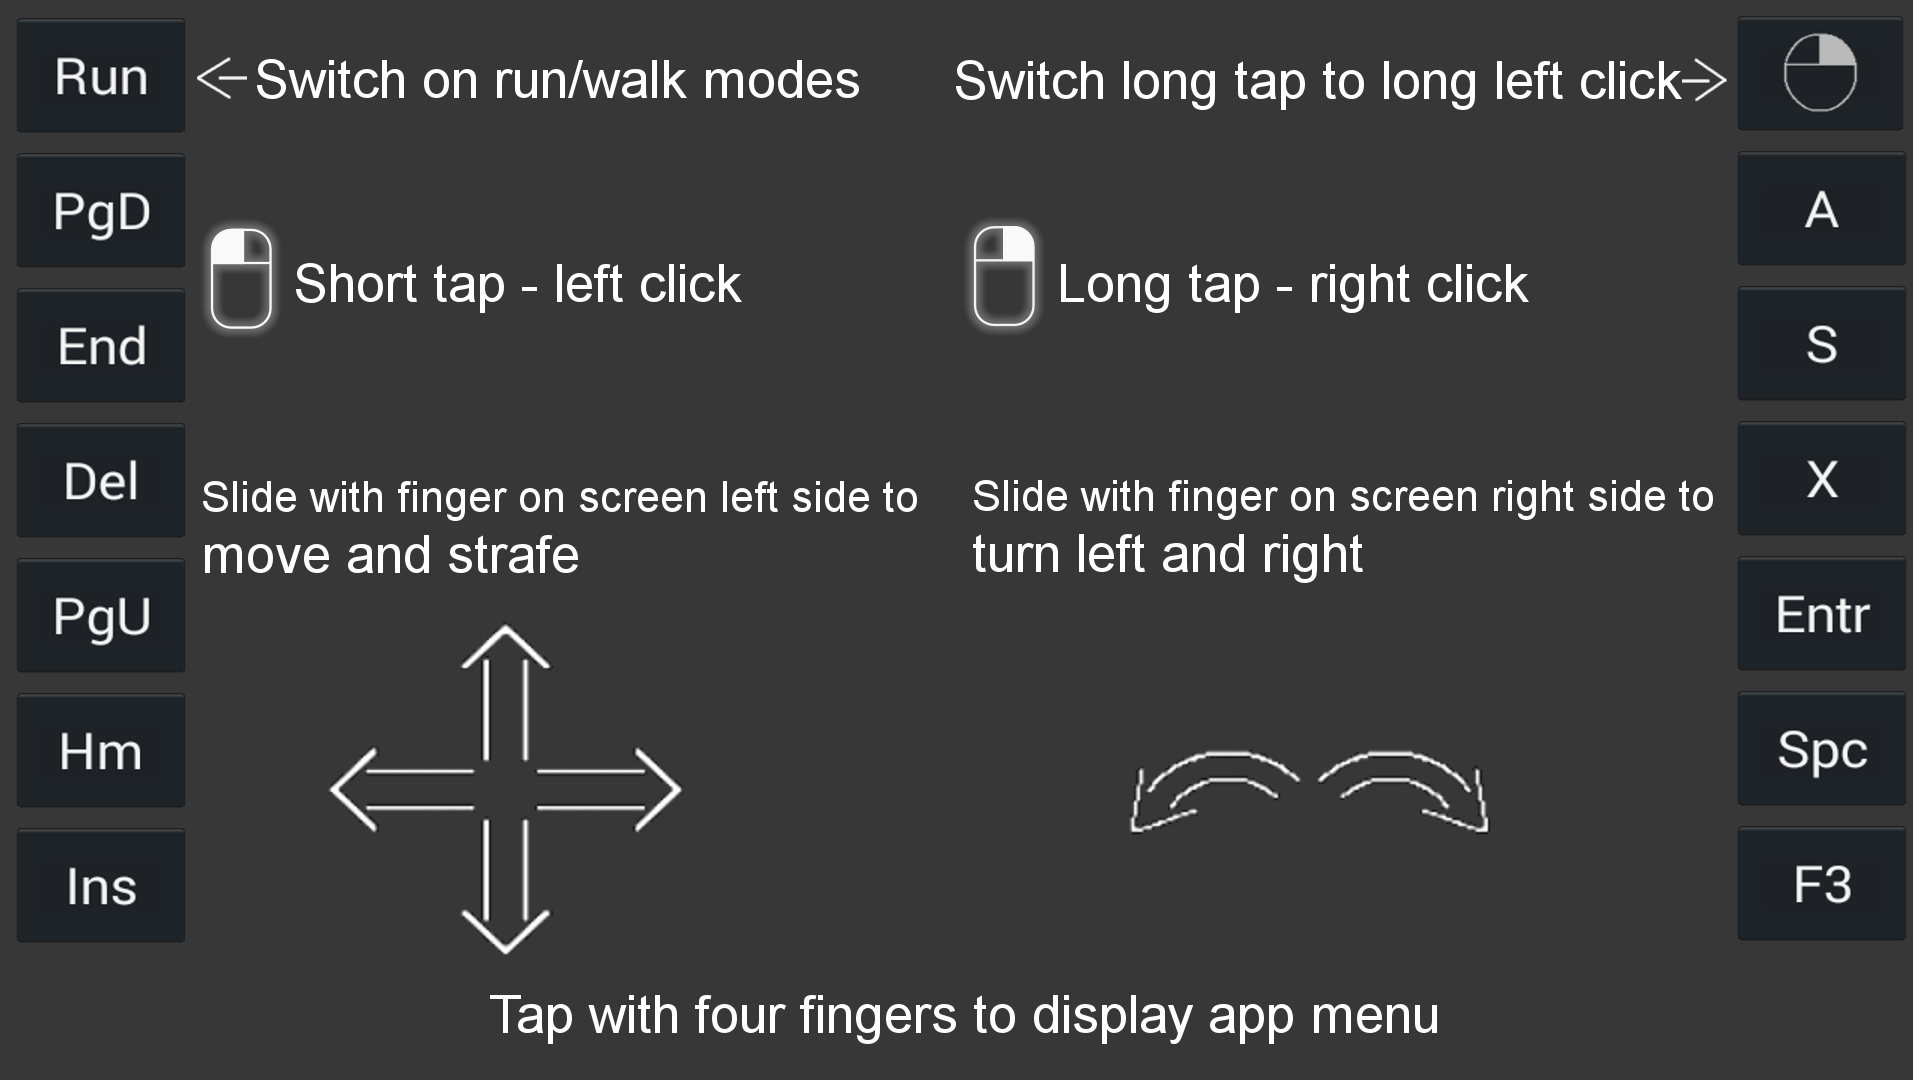 Run
Switch on run/walk modes
Switch long tap to long left click
PgD
A
Short tap - left click
Long tap - right click
End
S
Del
X
Slide with finger on screen left side to
move and strafe
Slide with finger on screen right side to
turn left and right
PgU
Entr
Hm
Spc
Ins
F3
Tap with four fingers to display app menu